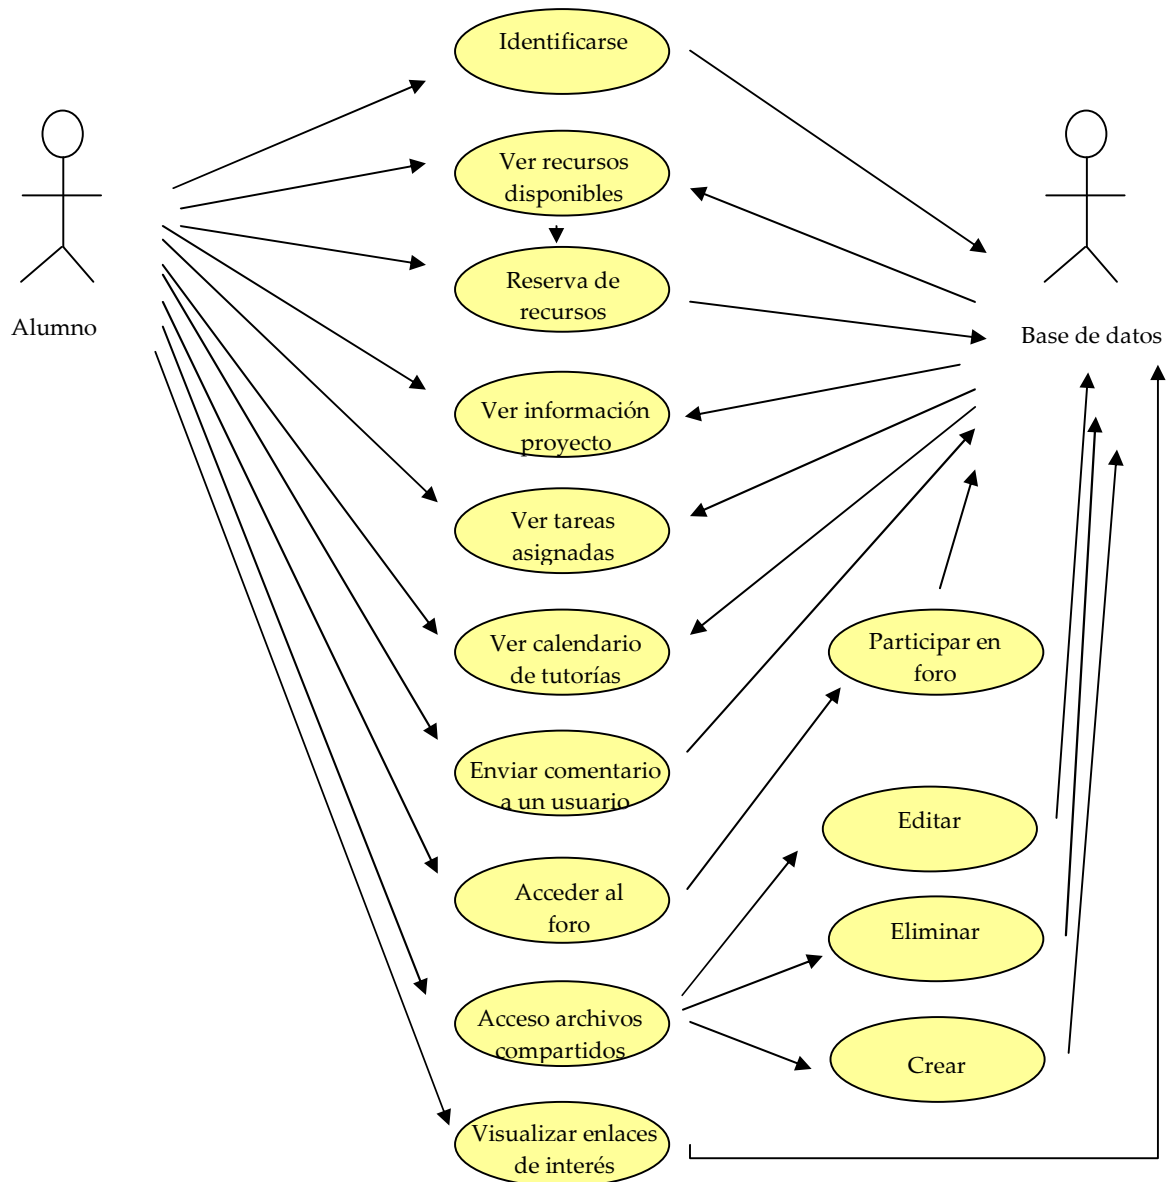 Identificarse
Ver recursos
disponibles
Reserva de
recursos
Alumno
Base de datos
Ver información
proyecto
Ver tareas
asignadas
Ver calendario
de tutorías
Participar en
foro
Enviar comentario
a un usuario
Editar
Acceder al
foro
Eliminar
Acceso archivos
compartidos
Crear
Visualizar enlaces
de interés